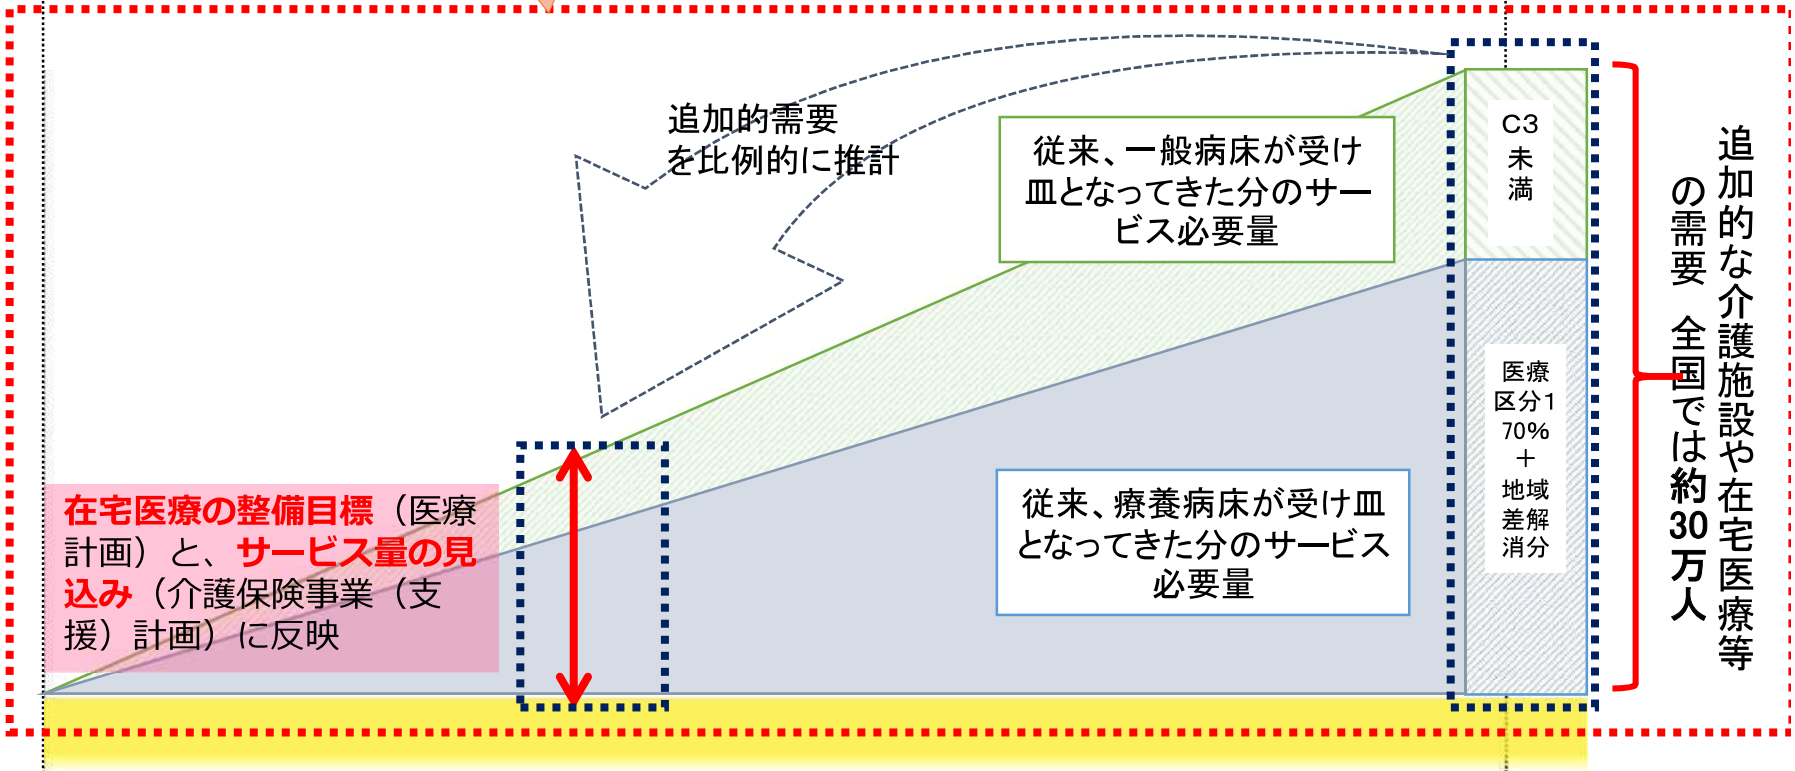 追加的需要
を比例的に推計
従来、一般病床が受け
皿となってきた分のサー
ビス必要量
C3
未
満
追加的な介護施設や在宅医療等
の需要 全国では約30万人
医療
区分1
70%
+
地域
差解
消分
従来、療養病床が受け皿
となってきた分のサービス
必要量
在宅医療の整備目標（医療
計画）と、サービス量の見
込み（介護保険事業（支
援）計画）に反映